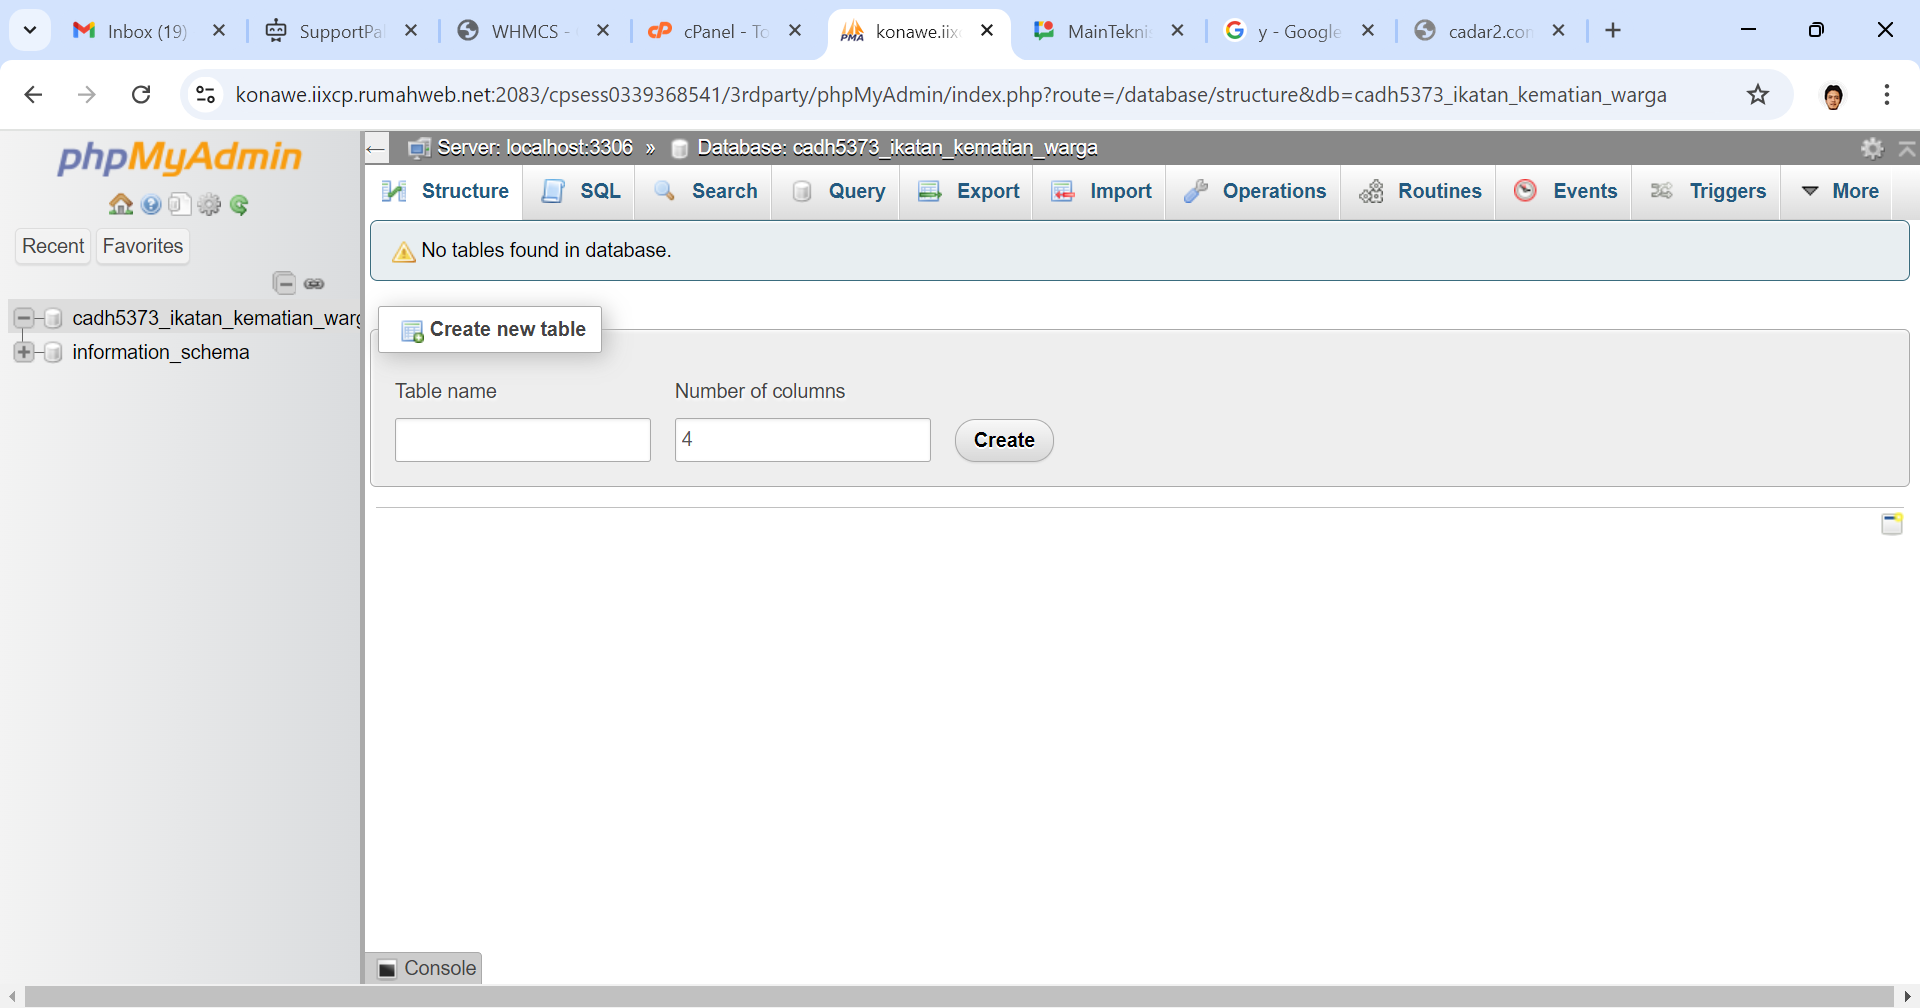 Inbox (19)
SupportPal
WHMCS -
cPanel - To
konawe.iix
MainTekni
y - Google
cadar2.com
konawe.iixcp.rumahweb.net:2083/cpsess0339368541/3rdparty/phpMyAdmin/index.php?route=/database/structure&db=cadh5373_ikatan_kematian_warga
phpMyAdmin
Recent
Favorites
cadh5373_ikatan_kematian_warg
information_schema
Server: localhost:3306 » Database: cadh5373_ikatan_kematian_warga
Structure
SQL
Search
Query
Export
Import
Operations
Routines
Events
Triggers
More
No tables found in database.
Create new table
Table name
Number of columns
4
Create
Console